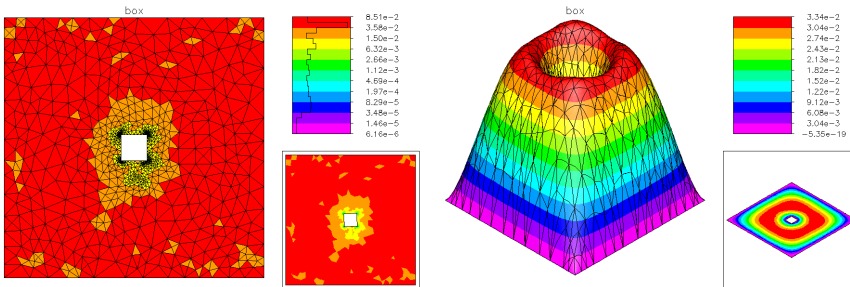 box
8.51e-2
3.58e-2
1.50e-2
6.32e-3
2.66e-3
1.12e-3
4.69e-4
1.97e-4
8.29e-5
3.48e-5
1.46e-5
6.16e-6
box
3.34e-2
3.04e-2
2.74e-2
2.43e-2
2.13e-2
1.82e-2
1.52e-2
1.22e-2
9.12e-3
6.08e-3
3.04e-3
-5.35e-19